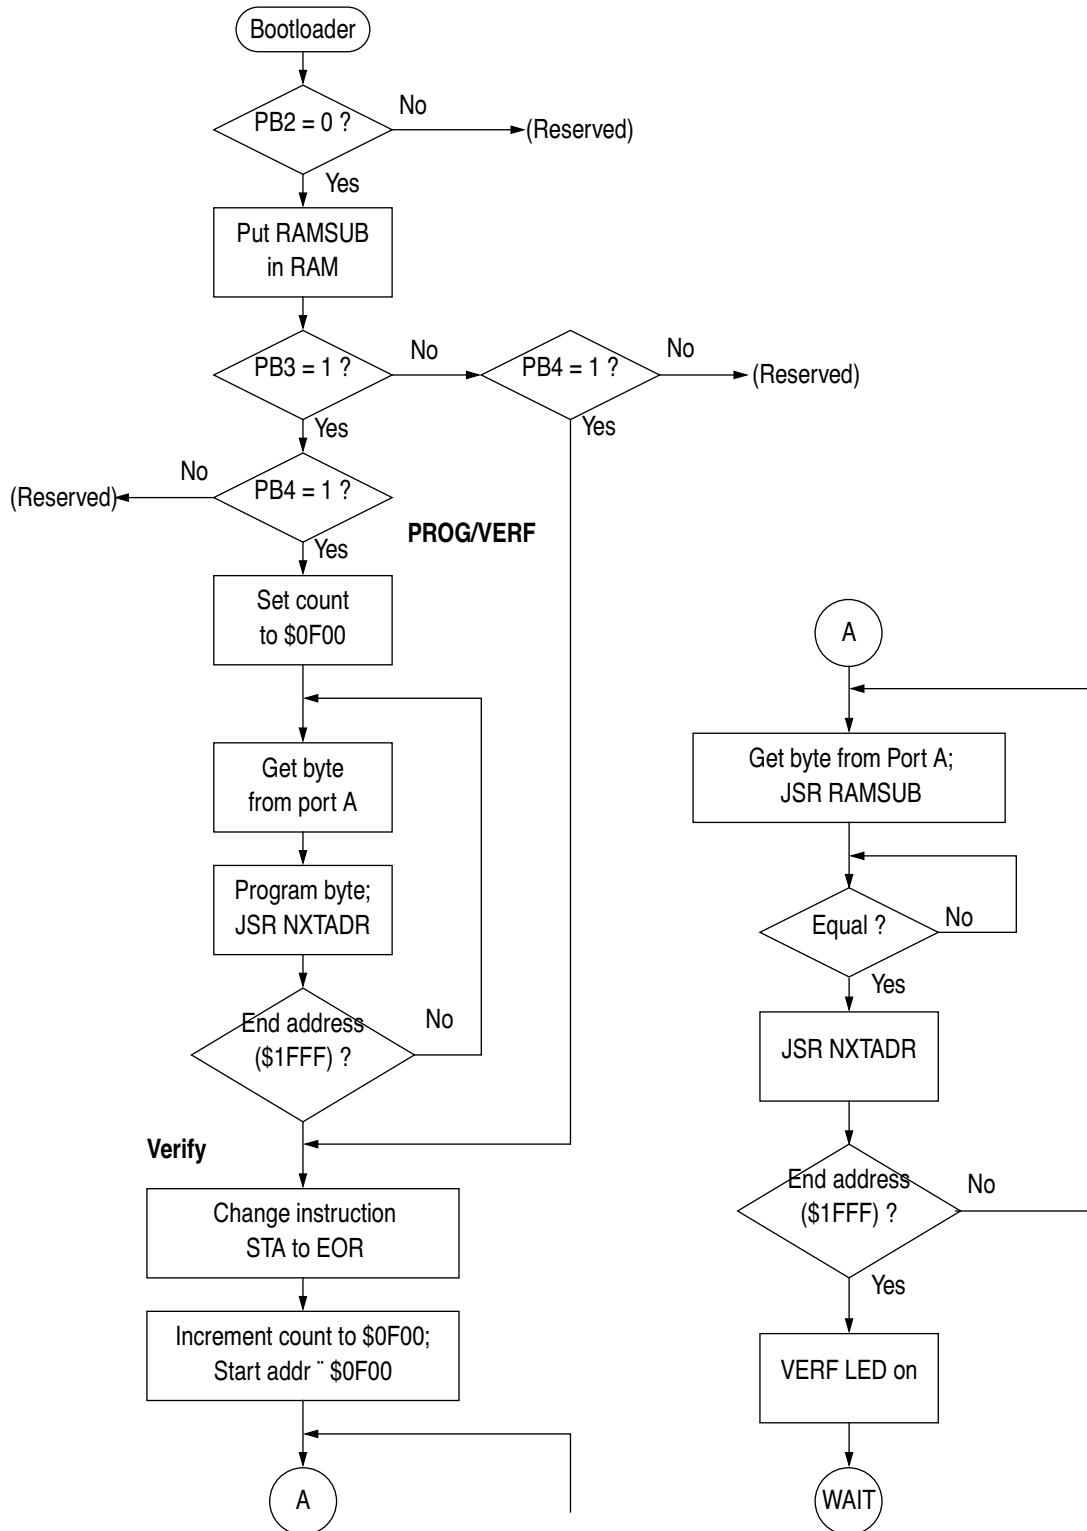 Bootloader
PB2 = 0 ?
No
(Reserved)
Yes
Put RAMSUB
in RAM
PB3 = 1 ?
No
PB4 = 1 ?
No
(Reserved)
Yes
Yes
No
(Reserved)
PB4 = 1 ?
PROG/VERF
Yes
Set count
to $0F00
Get byte
from port A
Program byte;
JSR NXTADR
End address
($1FFF) ?
No
Verify
Change instruction
STA to EOR
Increment count to $0F00;
Start addr ¨ $0F00
A
A
Get byte from Port A;
JSR RAMSUB
Equal ?
No
Yes
JSR NXTADR
End address
($1FFF) ?
No
Yes
VERF LED on
WAIT